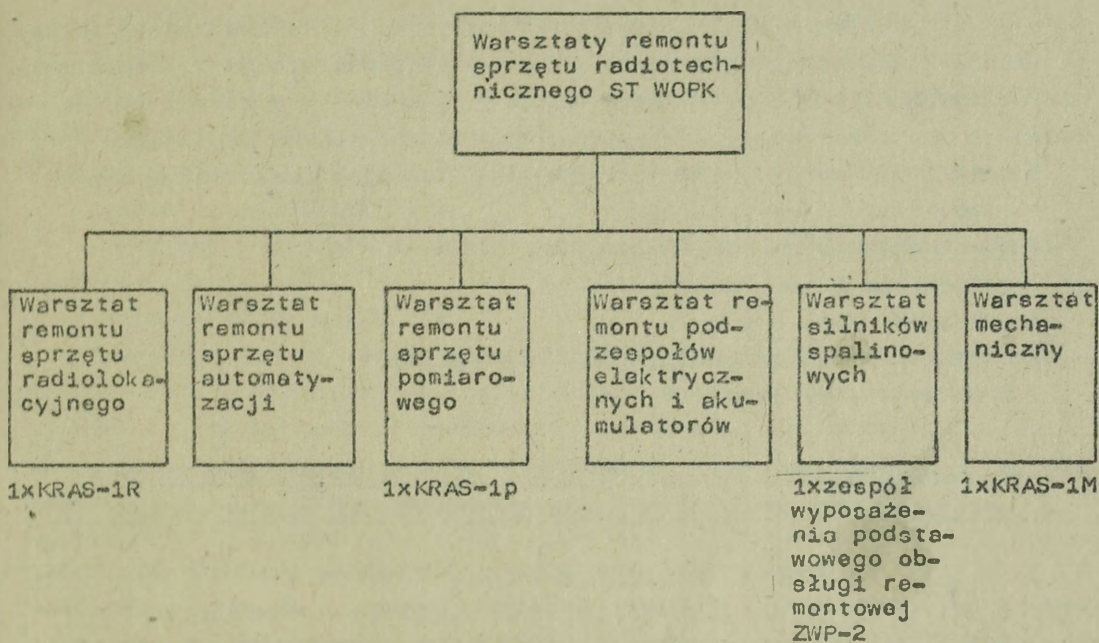 Warsztaty remontu
sprzętu radiotech-
nicznego ST WOPK
Warsztat
remontu
sprzętu
radioloka-
cyjnego
1xKRAS-1R
Warsztat
remontu
sprzętu
automaty-
zacji
Warsztat
remontu
sprzętu
pomiaro-
wego
1xKRAS-1p
Warsztat re-
montu pod-
zespołów
elektrycz-
nych i aku-
mulatorów
Warsztat
silników
spalino-
wych
1xzespół
wyposaże-
nia podsta-
wowego ob-
sługi re-
montowej
ZWP-2
Warsztat
mecha-
niczny
1xKRAS-1M